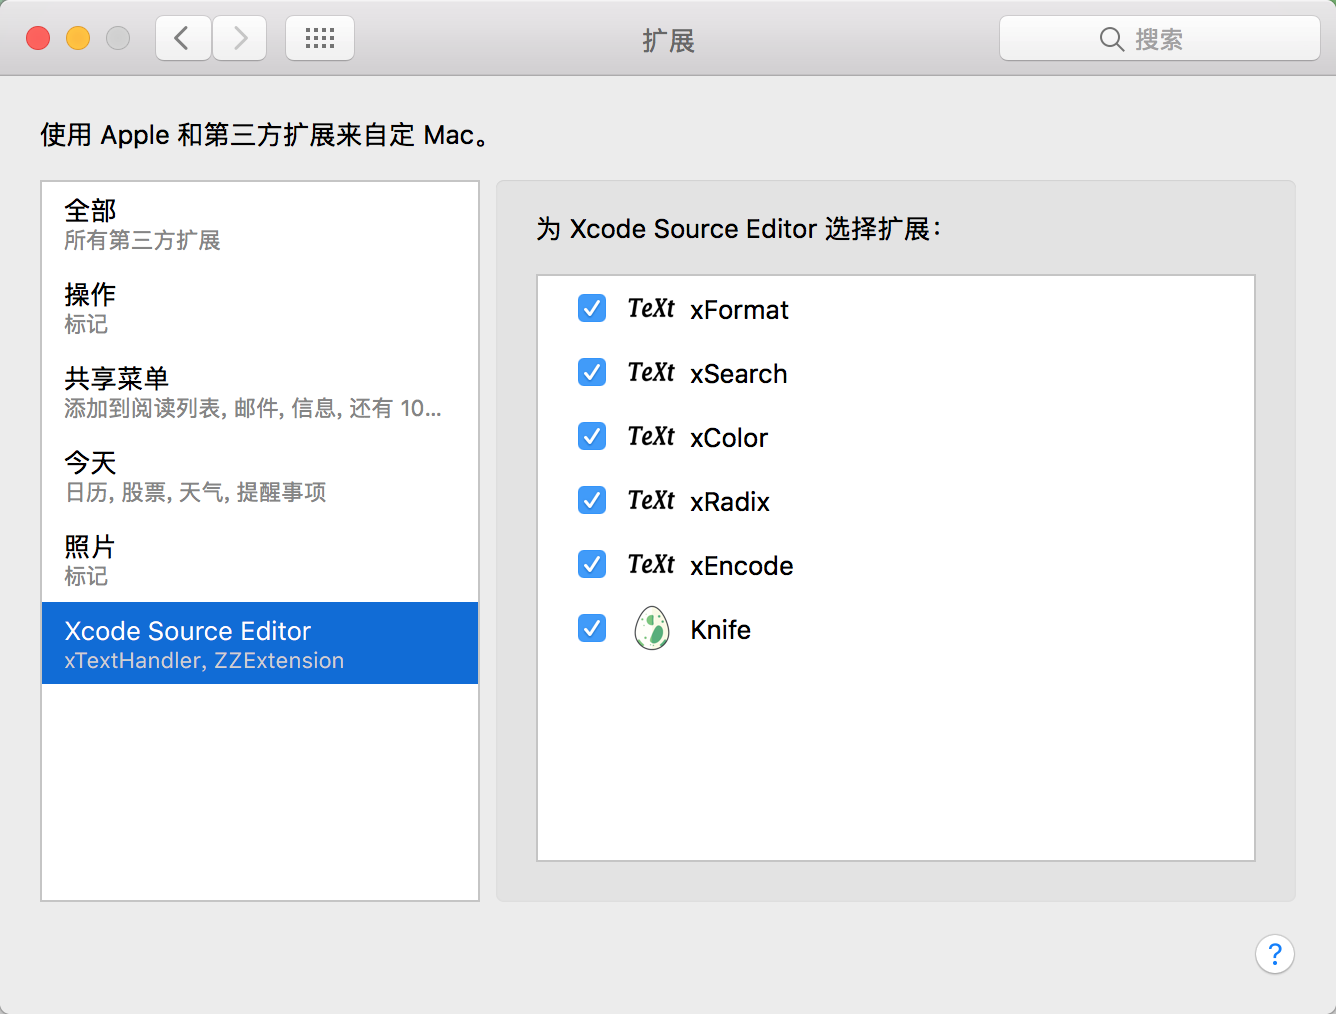 扩展
搜索
使用 Apple 和第三方扩展来自定 Mac。
全部
所有第三方扩展
操作
标记
共享菜单
添加到阅读列表, 邮件, 信息, 还有 10...
今天
日历, 股票, 天气, 提醒事项
照片
标记
Xcode Source Editor
xTextHandler, ZZExtension
为 Xcode Source Editor 选择扩展：
TeXt xFormat
TeXt xSearch
TeXt xColor
TeXt xRadix
TeXt xEncode
Knife
?